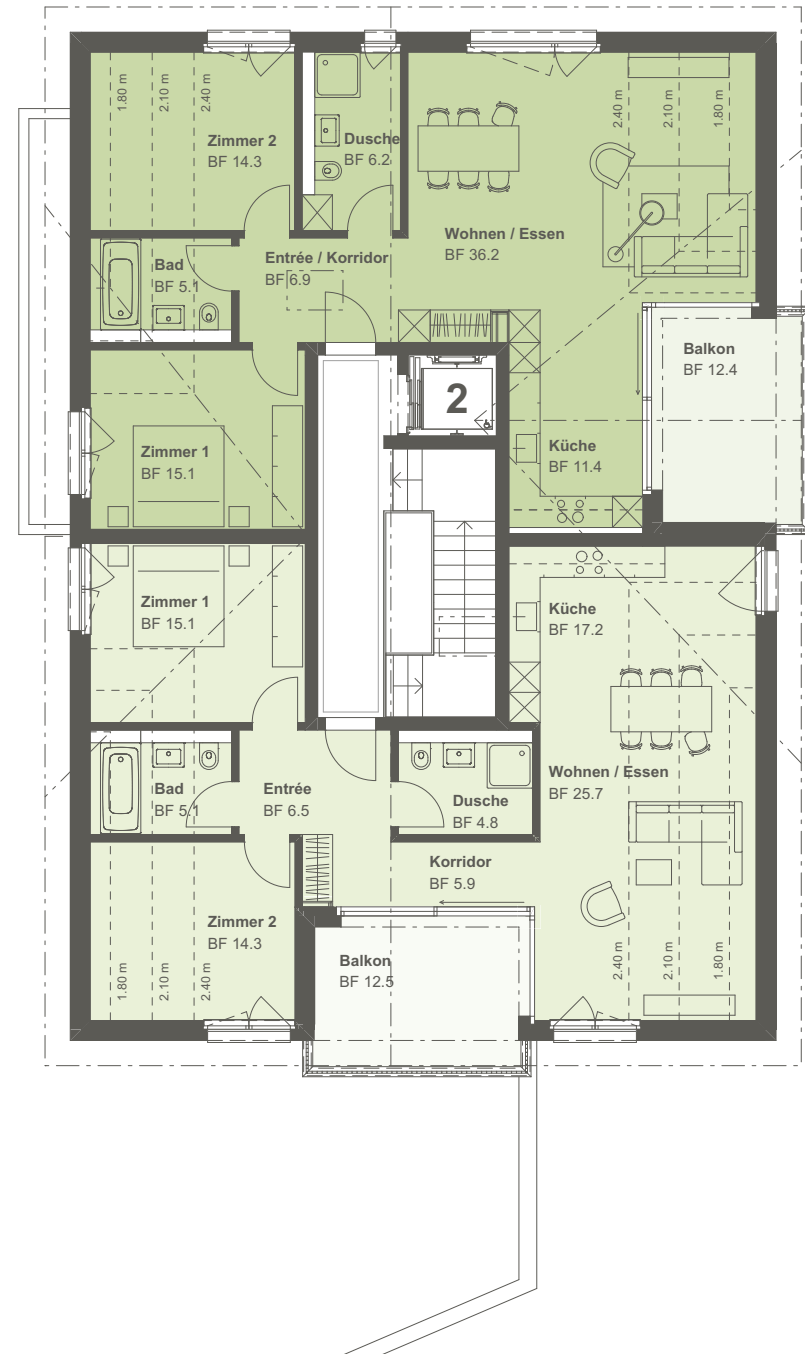 1.80 m
2.10 m
2.40 m
Zimmer 2
BF 14.3
Dusche
BF 6.2
2.40 m
2.10 m
1.80 m
Wohnen / Essen
BF 36.2
Bad
BF 5.1
Entrée / Korridor
BF 6.9
Balkon
BF 12.4
2
Zimmer 1
BF 15.1
Küche
BF 11.4
Zimmer 1
BF 15.1
Küche
BF 17.2
Wohnen / Essen
BF 25.7
Bad
BF 5.1
Entrée
BF 6.5
Dusche
BF 4.8
Korridor
BF 5.9
Zimmer 2
BF 14.3
1.80 m
2.10 m
2.40 m
Balkon
BF 12.5
2.40 m
2.10 m
1.80 m